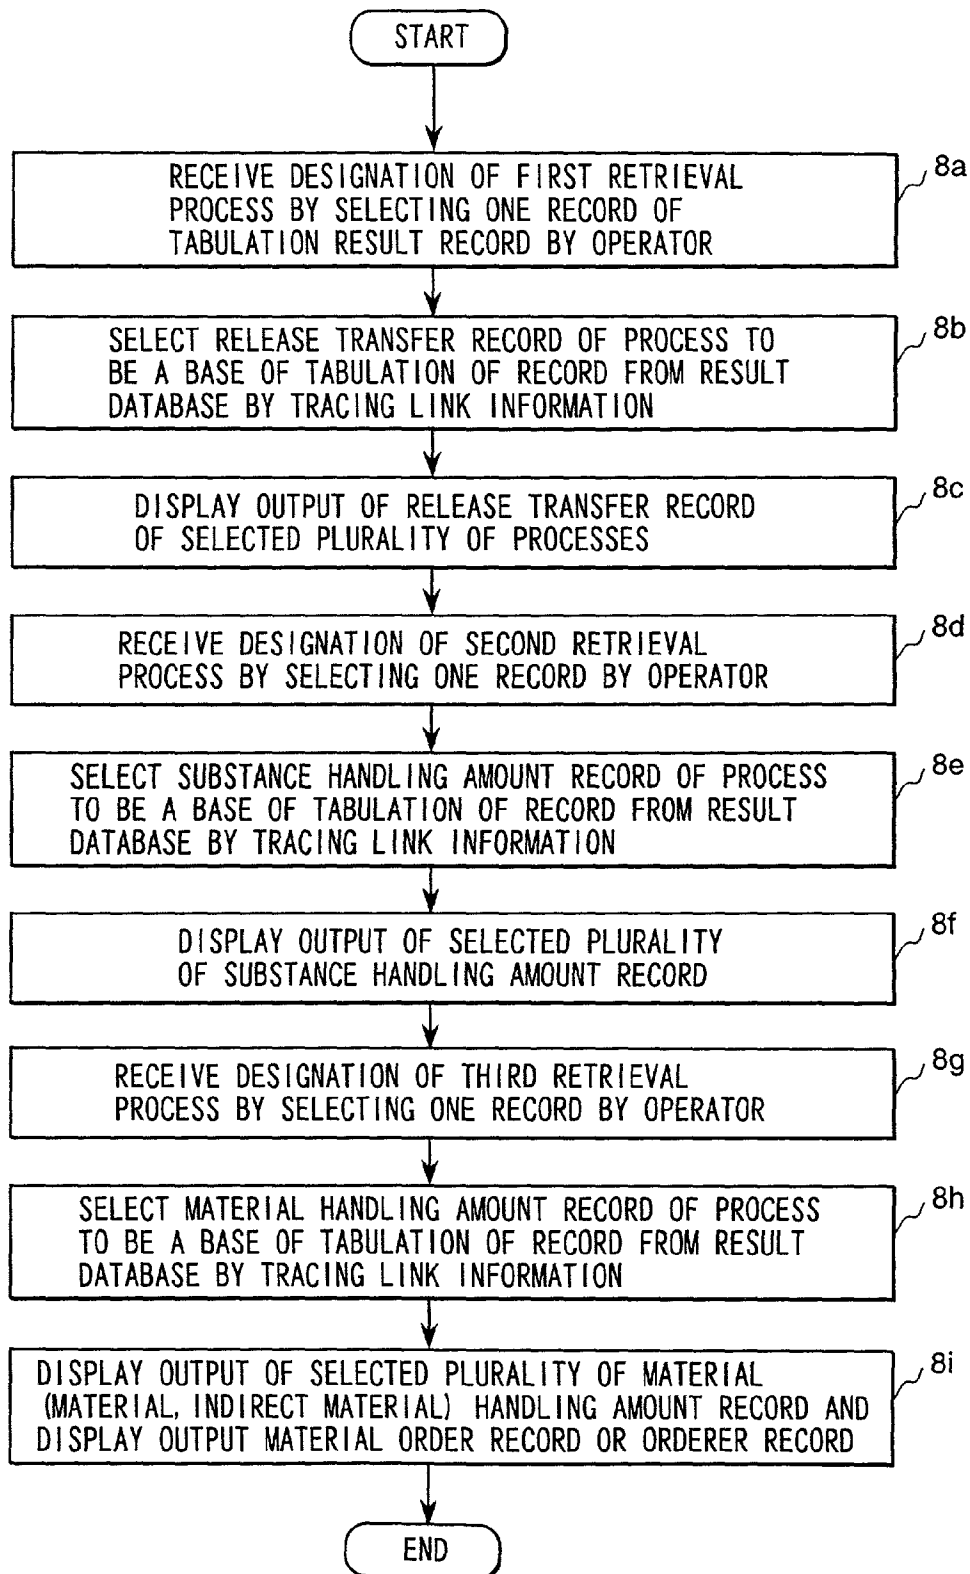 START
RECEIVE DESIGNATION OF FIRST RETRIEVAL
PROCESS BY SELECTING ONE RECORD OF
TABULATION RESULT RECORD BY OPERATOR
8a
SELECT RELEASE TRANSFER RECORD OF PROCESS TO
BE A BASE OF TABULATION OF RECORD FROM RESULT
DATABASE BY TRACING LINK INFORMATION
8b
DISPLAY OUTPUT OF RELEASE TRANSFER RECORD
OF SELECTED PLURALITY OF PROCESSES
8c
RECEIVE DESIGNATION OF SECOND RETRIEVAL
PROCESS BY SELECTING ONE RECORD BY OPERATOR
8d
SELECT SUBSTANCE HANDLING AMOUNT RECORD OF PROCESS
TO BE A BASE OF TABULATION OF RECORD FROM RESULT
DATABASE BY TRACING LINK INFORMATION
8e
DISPLAY OUTPUT OF SELECTED PLURALITY
OF SUBSTANCE HANDLING AMOUNT RECORD
8f
RECEIVE DESIGNATION OF THIRD RETRIEVAL
PROCESS BY SELECTING ONE RECORD BY OPERATOR
8g
SELECT MATERIAL HANDLING AMOUNT RECORD OF PROCESS
TO BE A BASE OF TABULATION OF RECORD FROM RESULT
DATABASE BY TRACING LINK INFORMATION
8h
DISPLAY OUTPUT OF SELECTED PLURALITY OF MATERIAL
(MATERIAL, INDIRECT MATERIAL) HANDLING AMOUNT RECORD AND
DISPLAY OUTPUT MATERIAL ORDER RECORD OR ORDERER RECORD
8i
END